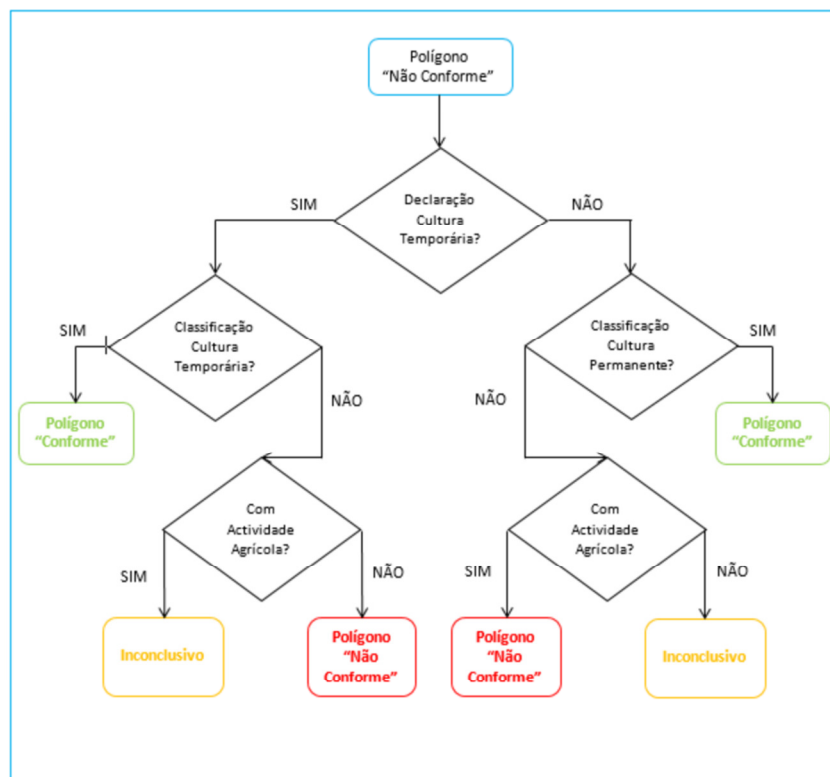 Polígono
“Não Conforme”
Declaração
Cultura
Temporária?
SIM
NÃO
Classificação
Cultura
Temporária?
SIM
NÃO
Classificação
Cultura
Permanente?
SIM
NÃO
Polígono
“Conforme”
Polígono
“Conforme”
Com
Actividade
Agrícola?
SIM
NÃO
Com
Actividade
Agrícola?
SIM
NÃO
Inconclusivo
Polígono
“Não
Conforme”
Polígono
“Não
Conforme”
Inconclusivo